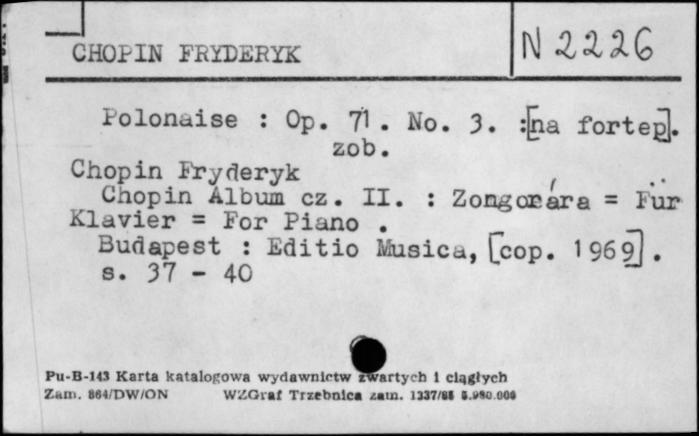 CHOPIN FRYDERYK
N 2226
Polonaise : Op. 71. No. 3. :[na fortep].
zob.
Chopin Fryderyk
Chopin Album cz. II. : Zongorára = Für
Klavier = For Piano .
Budapest : Editio Musica, [cop. 1969].
s. 37 - 40
Pu-B-143 Karta katalogowa wydawnictw zwartych i ciągłych
Zam. 864/DW/ON WZGraf Trzebnica zam. 1337/85 5.980.000